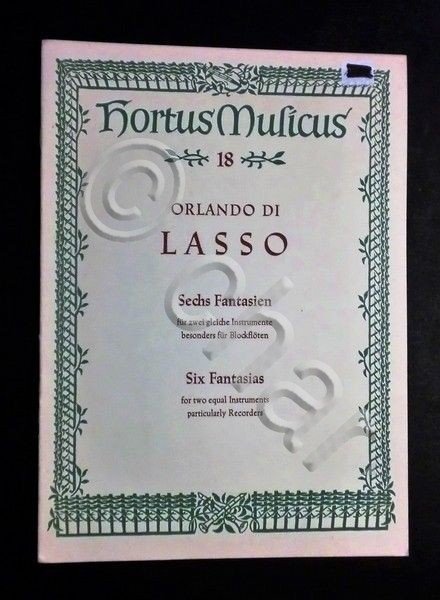 Hortus Musicus
18
ORLANDO DI
LASSO
Sechs Fantasien
für zwei gleiche Instrumente
besonders für Blockflöten
Six Fantasias
for two equal Instruments
particularly Recorders
© ohar